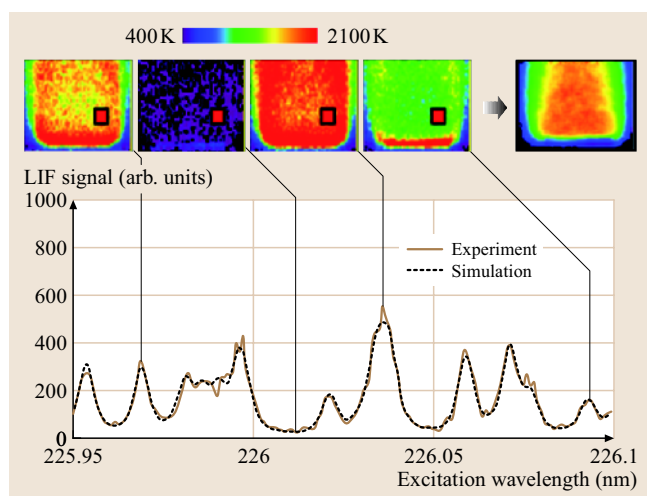 400 K 2100 K
LIF signal (arb. units)
1000
800
600
400
200
0
Experiment
Simulation
225.95 226 226.05 226.1
Excitation wavelength (nm)